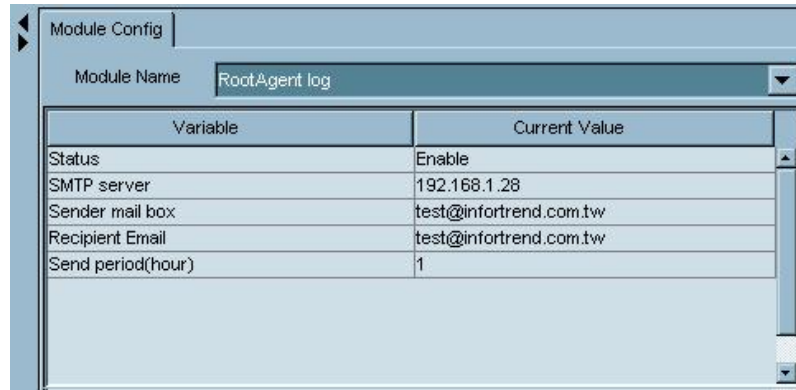 Module Config
Module Name RootAgent log
Variable Current Value
Status Enable
SMTP server 192.168.1.28
Sender mail box test@infortrend.com.tw
Recipient Email test@infortrend.com.tw
Send period(hour) 1